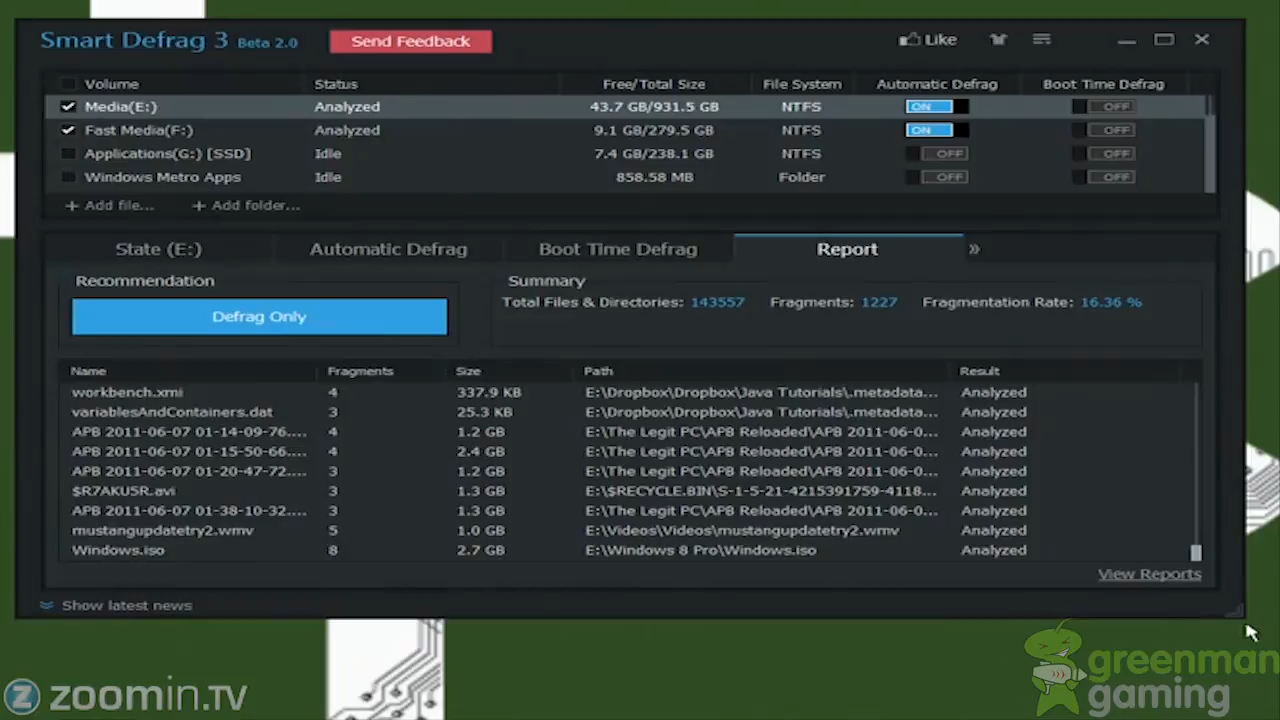 Smart Defrag 3 Beta 2.0 Send Feedback Like
Volume Status Free/Total Size File System Automatic Defrag Boot Time Defrag
Media(E:) Analyzed 43.7 GB/931.5 GB NTFS ON OFF
Fast Media(F:) Analyzed 9.1 GB/279.5 GB NTFS ON OFF
Applications(G:) [SSD] Idle 7.4 GB/238.1 GB NTFS OFF OFF
Windows Metro Apps Idle 858.58 MB Folder OFF OFF
+ Add file... + Add folder...
State (E:) Automatic Defrag Boot Time Defrag Report »
Recommendation Summary
Total Files & Directories: 143557 Fragments: 1227 Fragmentation Rate: 16.36 %
Defrag Only
Name Fragments Size Path Result
workbench.xmi 4 337.9 KB E:\Dropbox\Dropbox\Java Tutorials\.metadata... Analyzed
variablesAndContainers.dat 3 25.3 KB E:\Dropbox\Dropbox\Java Tutorials\.metadata... Analyzed
APB 2011-06-07 01-14-09-76.... 4 1.2 GB E:\The Legit PC\APB Reloaded\APB 2011-06-0... Analyzed
APB 2011-06-07 01-15-50-66.... 4 2.4 GB E:\The Legit PC\APB Reloaded\APB 2011-06-0... Analyzed
APB 2011-06-07 01-20-47-72.... 3 1.2 GB E:\The Legit PC\APB Reloaded\APB 2011-06-0... Analyzed
$R7AKU5R.avi 3 1.3 GB E:\$RECYCLE.BIN\S-1-5-21-4215391759-4118... Analyzed
APB 2011-06-07 01-38-10-32.... 3 1.3 GB E:\The Legit PC\APB Reloaded\APB 2011-06-0... Analyzed
mustangupdatetry2.wmv 5 1.0 GB E:\Videos\Videos\mustangupdatetry2.wmv Analyzed
Windows.iso 8 2.7 GB E:\Windows 8 Pro\Windows.iso Analyzed
View Reports
Show latest news
z zoomin.tv
greenman
gaming